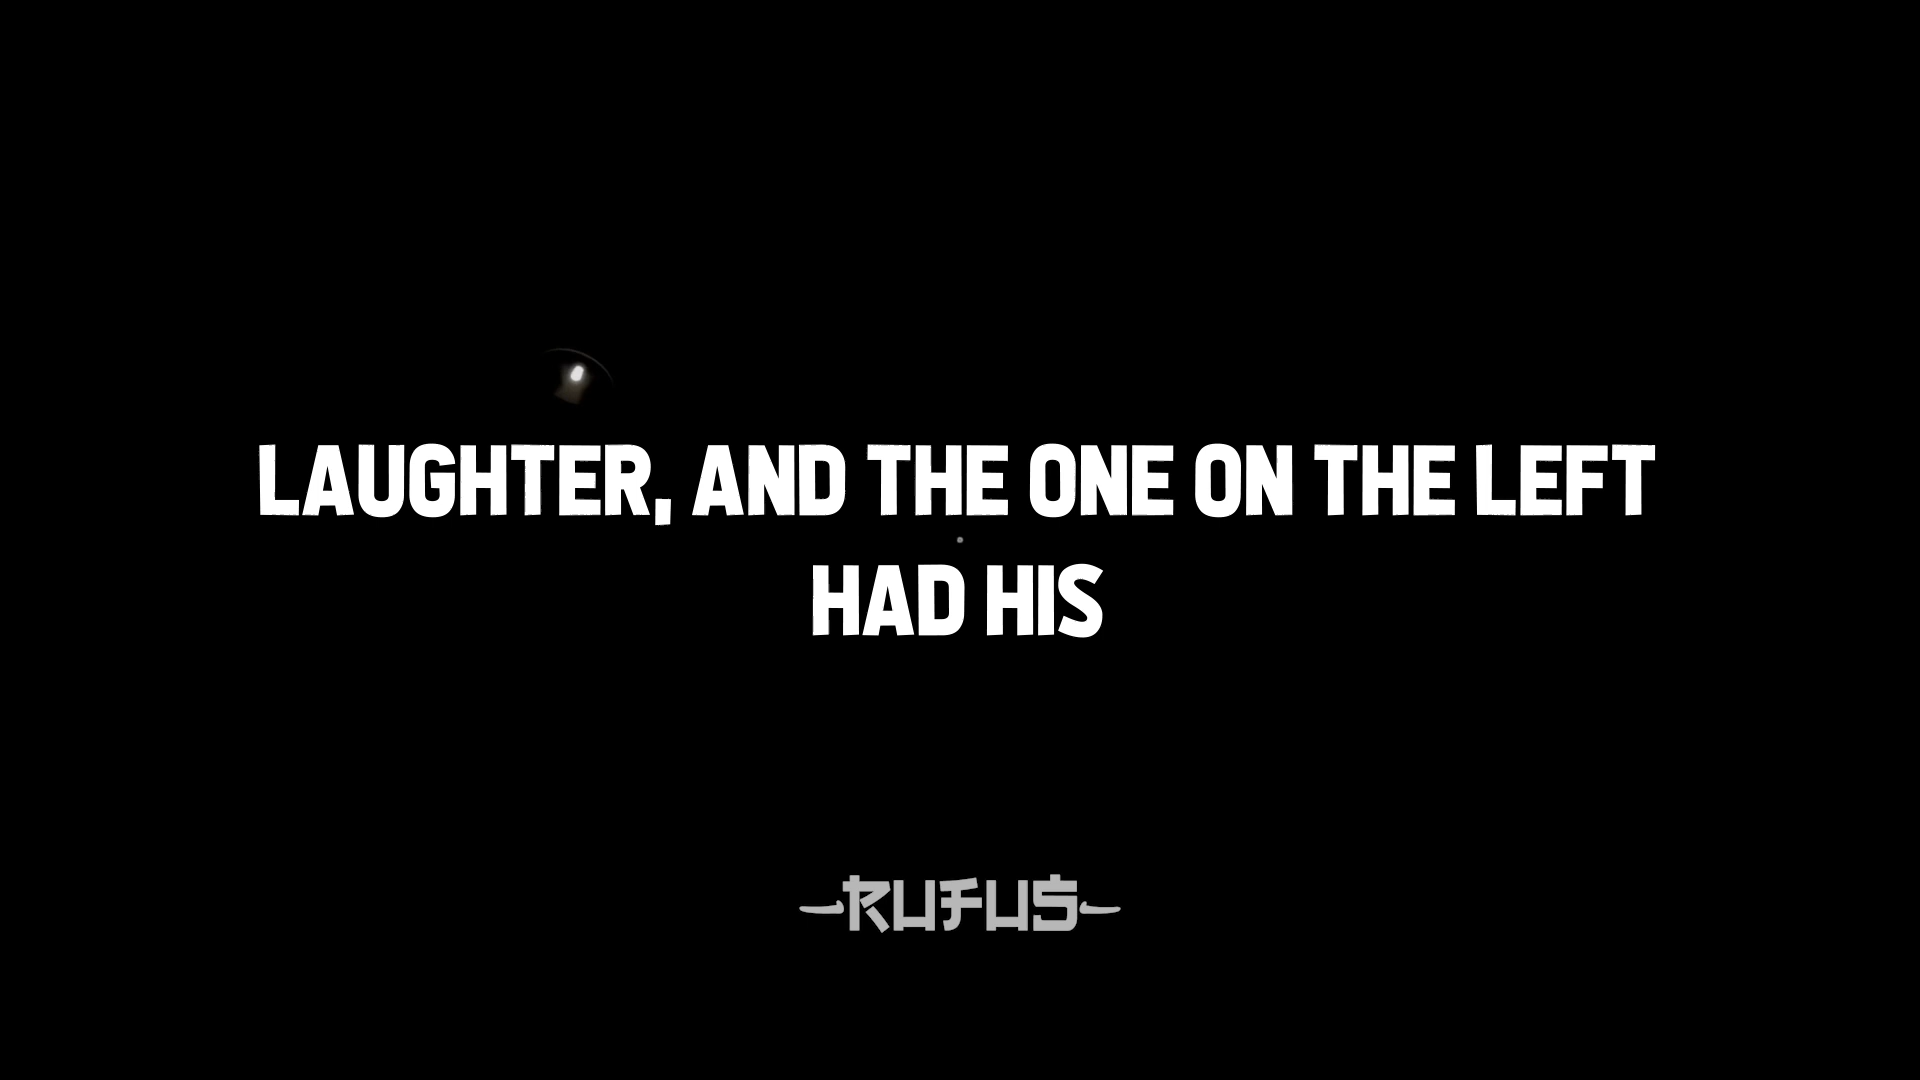 LAUGHTER, AND THE ONE ON THE LEFT
HAD HIS
RUFUS